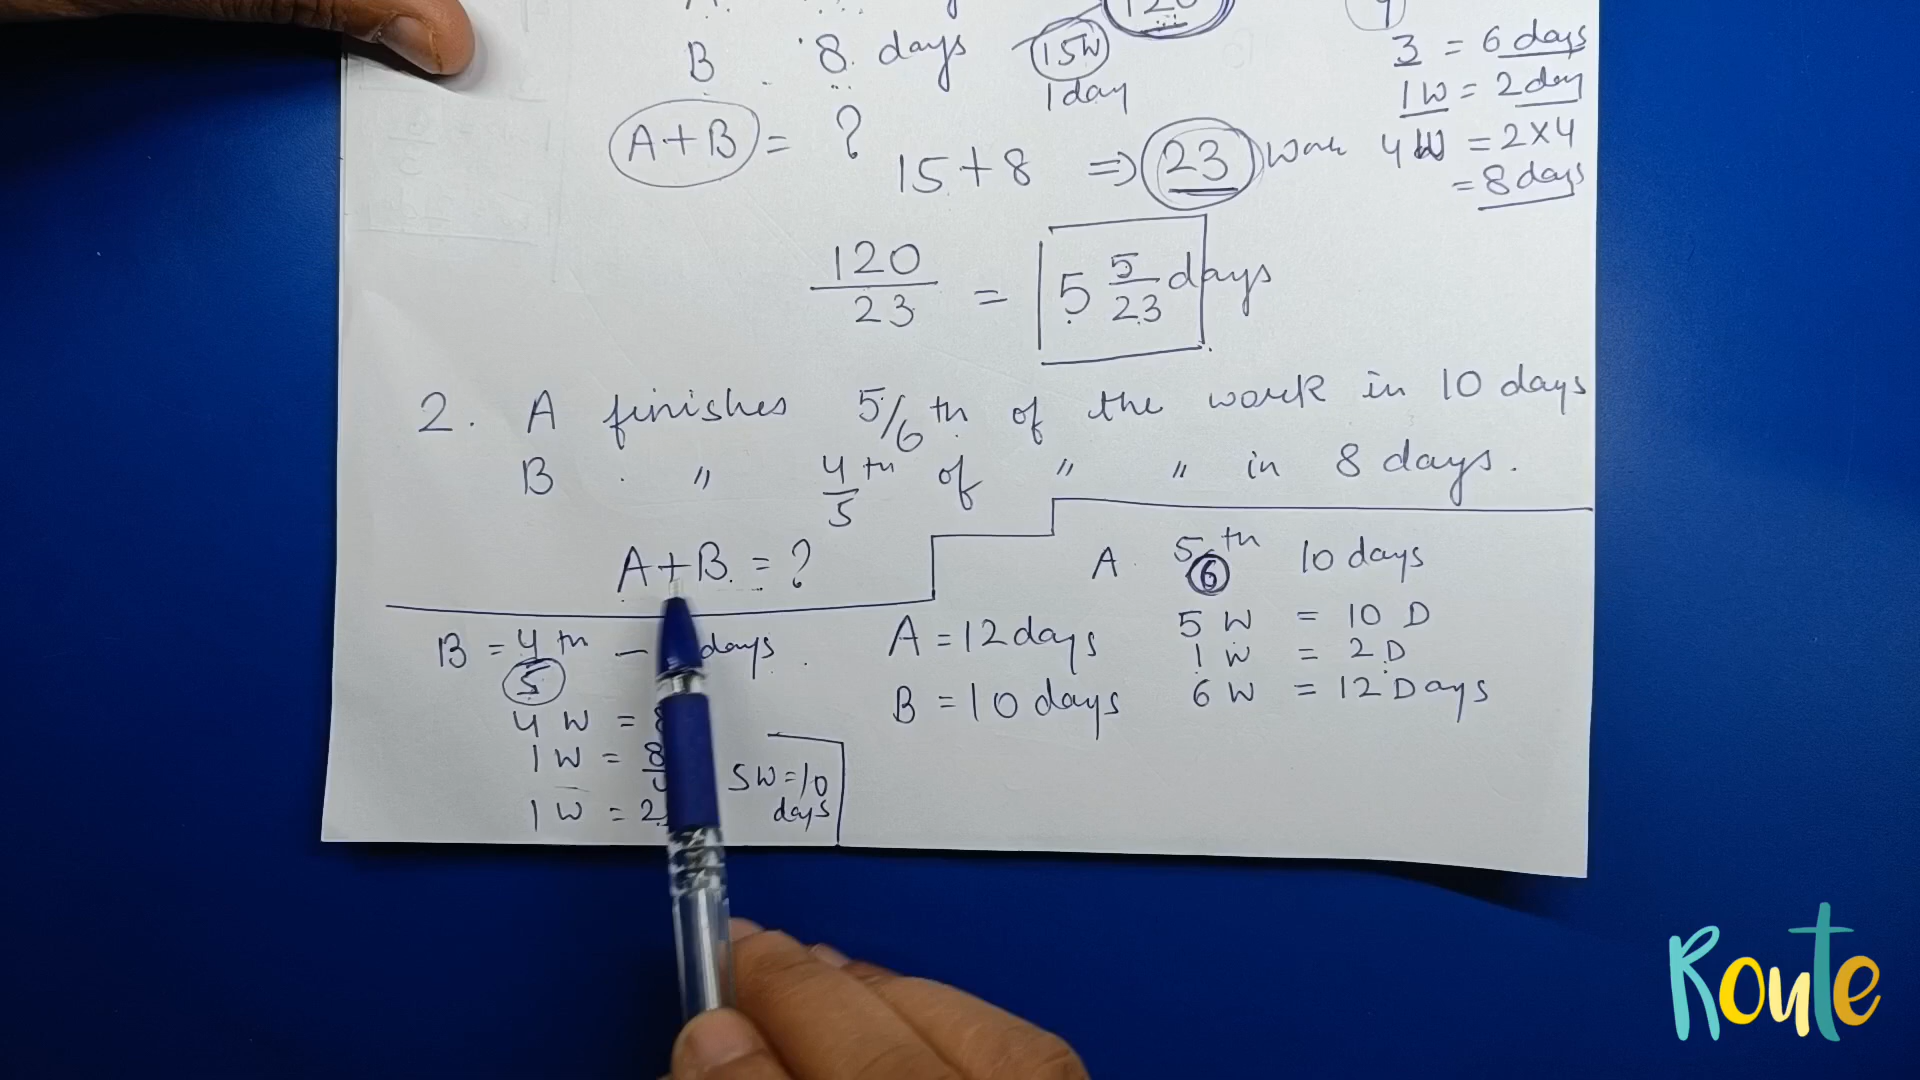 B 8 days 15W
1 day
A+B = ?
15+8 ⇒ 23 Work
120/23 = 5 5/23 days
3 = 6 days
1W = 2 day
4W = 2×4
= 8 days
2. A finishes 5/6 th of the work in 10 days
B " 4/5 th of " " in 8 days.
A+B = ?
B = 4/5 th — days.
4 W = 8
1 W = 8
1 W = 2
5W = 10
days
A = 12 days
B = 10 days
A 5/6 th 10 days
5 W = 10 D
1 W = 2 D
6 W = 12 Days
Route